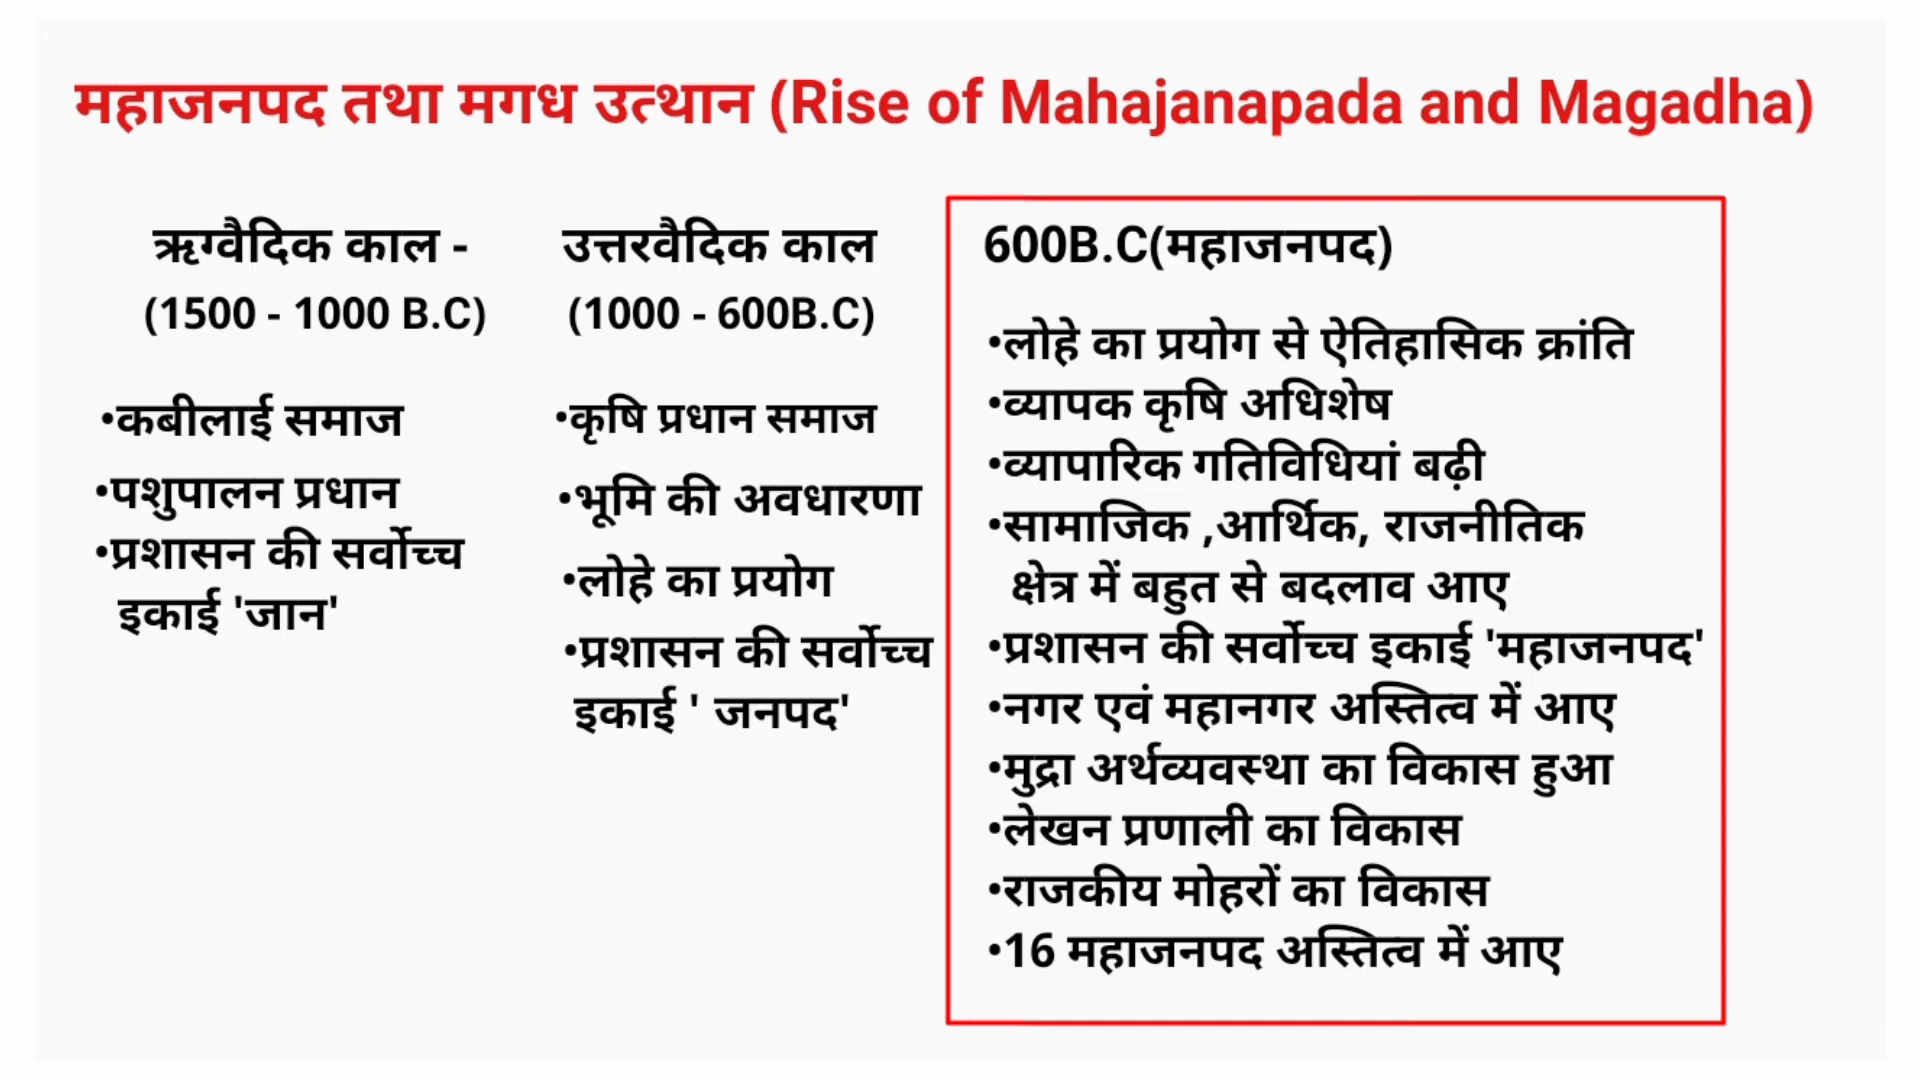 महाजनपद तथा मगध उत्थान (Rise of Mahajanapada and Magadha)
ऋग्वैदिक काल -
(1500 - 1000 B.C)
•कबीलाई समाज
•पशुपालन प्रधान
•प्रशासन की सर्वोच्च
इकाई 'जान'
उत्तरवैदिक काल
(1000 - 600B.C)
•कृषि प्रधान समाज
•भूमि की अवधारणा
•लोहे का प्रयोग
•प्रशासन की सर्वोच्च
इकाई ' जनपद'
600B.C(महाजनपद)
•लोहे का प्रयोग से ऐतिहासिक क्रांति
•व्यापक कृषि अधिशेष
•व्यापारिक गतिविधियां बढ़ी
•सामाजिक ,आर्थिक, राजनीतिक
क्षेत्र में बहुत से बदलाव आए
•प्रशासन की सर्वोच्च इकाई 'महाजनपद'
•नगर एवं महानगर अस्तित्व में आए
•मुद्रा अर्थव्यवस्था का विकास हुआ
•लेखन प्रणाली का विकास
•राजकीय मोहरों का विकास
•16 महाजनपद अस्तित्व में आए